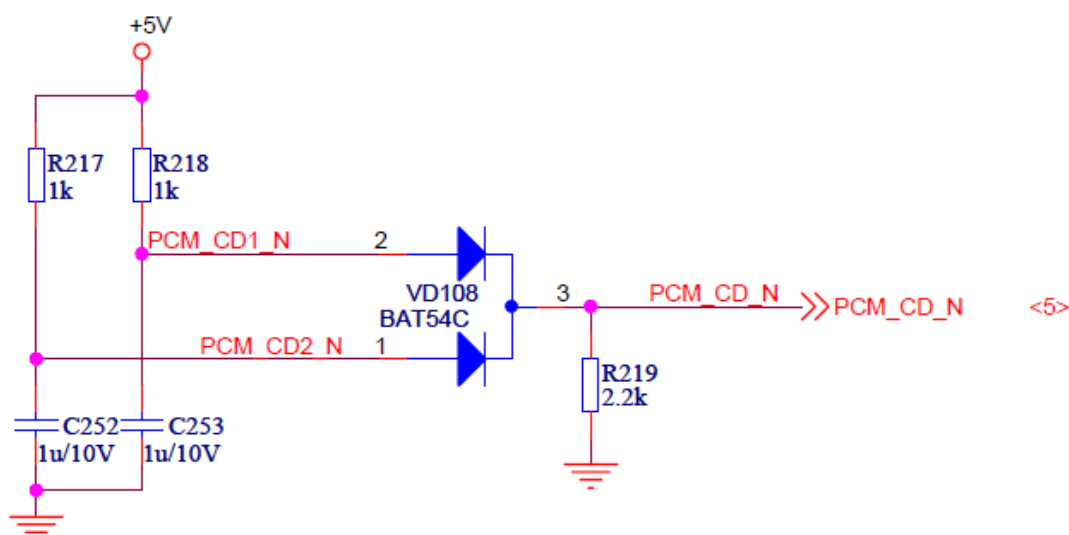 +5V
R217
1k
R218
1k
PCM_CD1_N
2
VD108
BAT54C
3
PCM_CD_N
PCM_CD_N
<5>
PCM_CD2_N
1
R219
2.2k
C252
1u/10V
C253
1u/10V